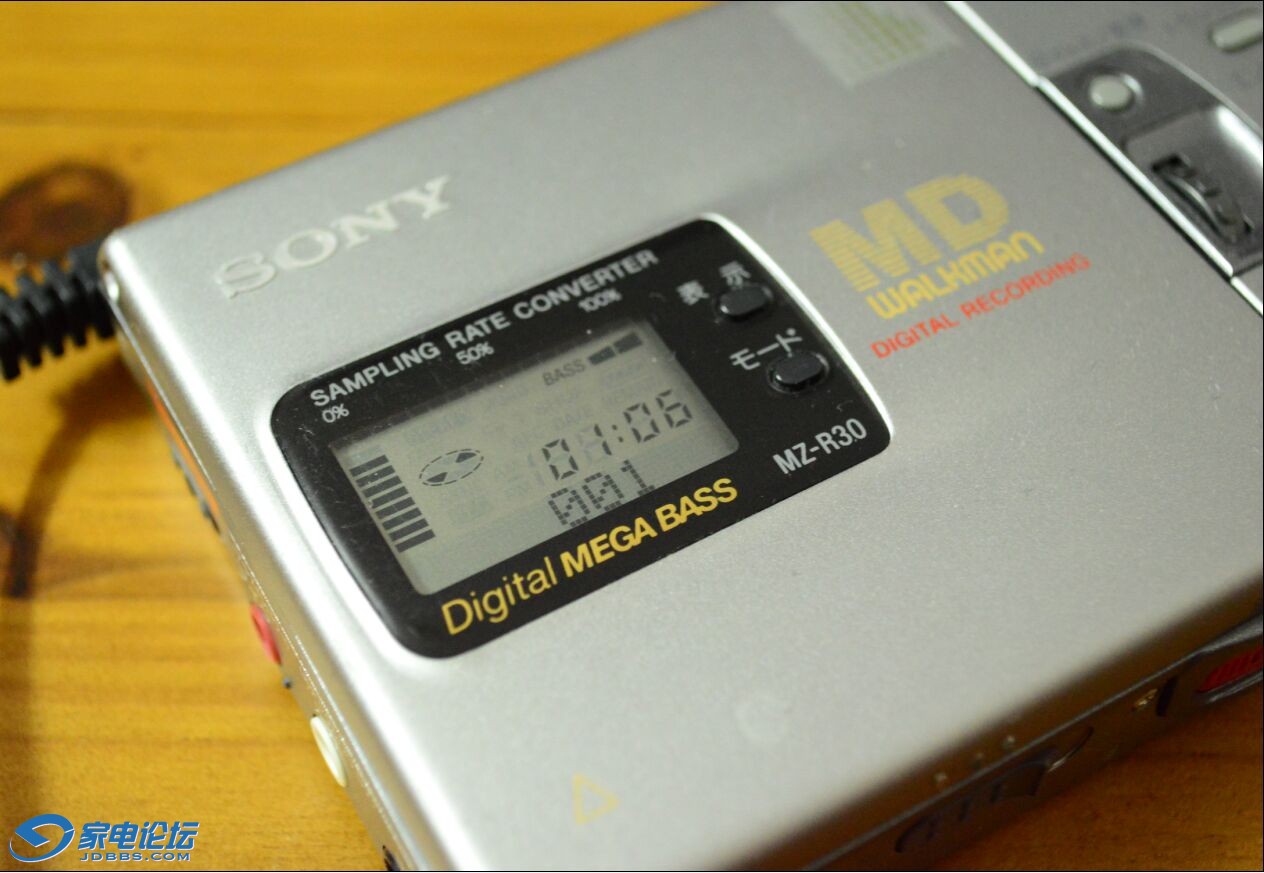 SONY
SAMPLING RATE CONVERTER
0% 50% 100%
表示
BASS
モード
01:06
001
MZ-R30
Digital MEGA BASS
MD
WALKMAN
DIGITAL RECORDING
家电论坛
JDBBS.COM